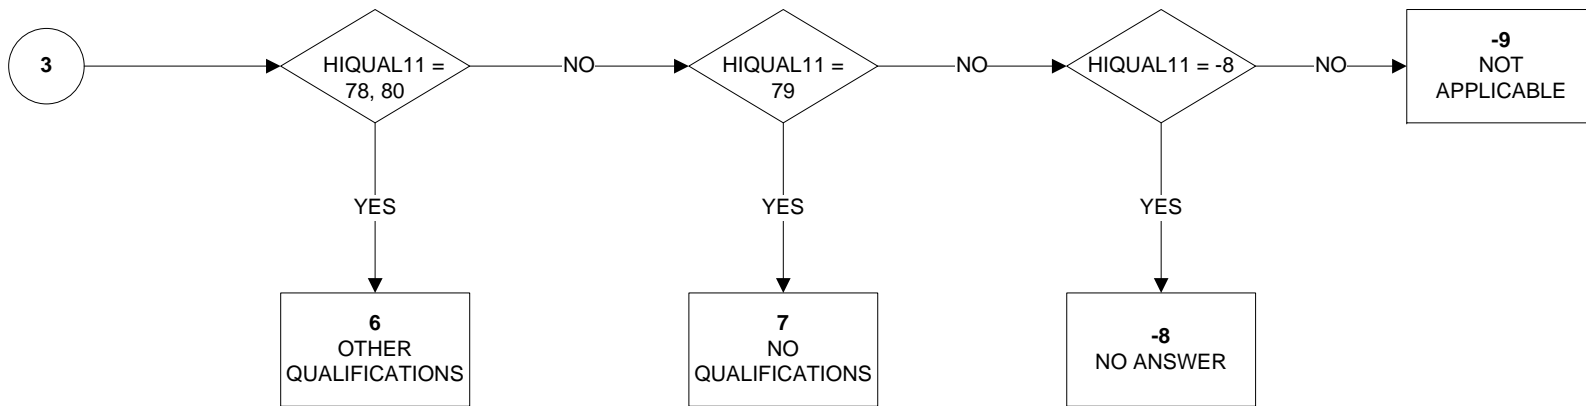 3
HIQUAL11 =
78, 80
NO
HIQUAL11 =
79
NO
HIQUAL11 = -8
NO
-9
NOT
APPLICABLE
YES
YES
YES
6
OTHER
QUALIFICATIONS
7
NO
QUALIFICATIONS
-8
NO ANSWER